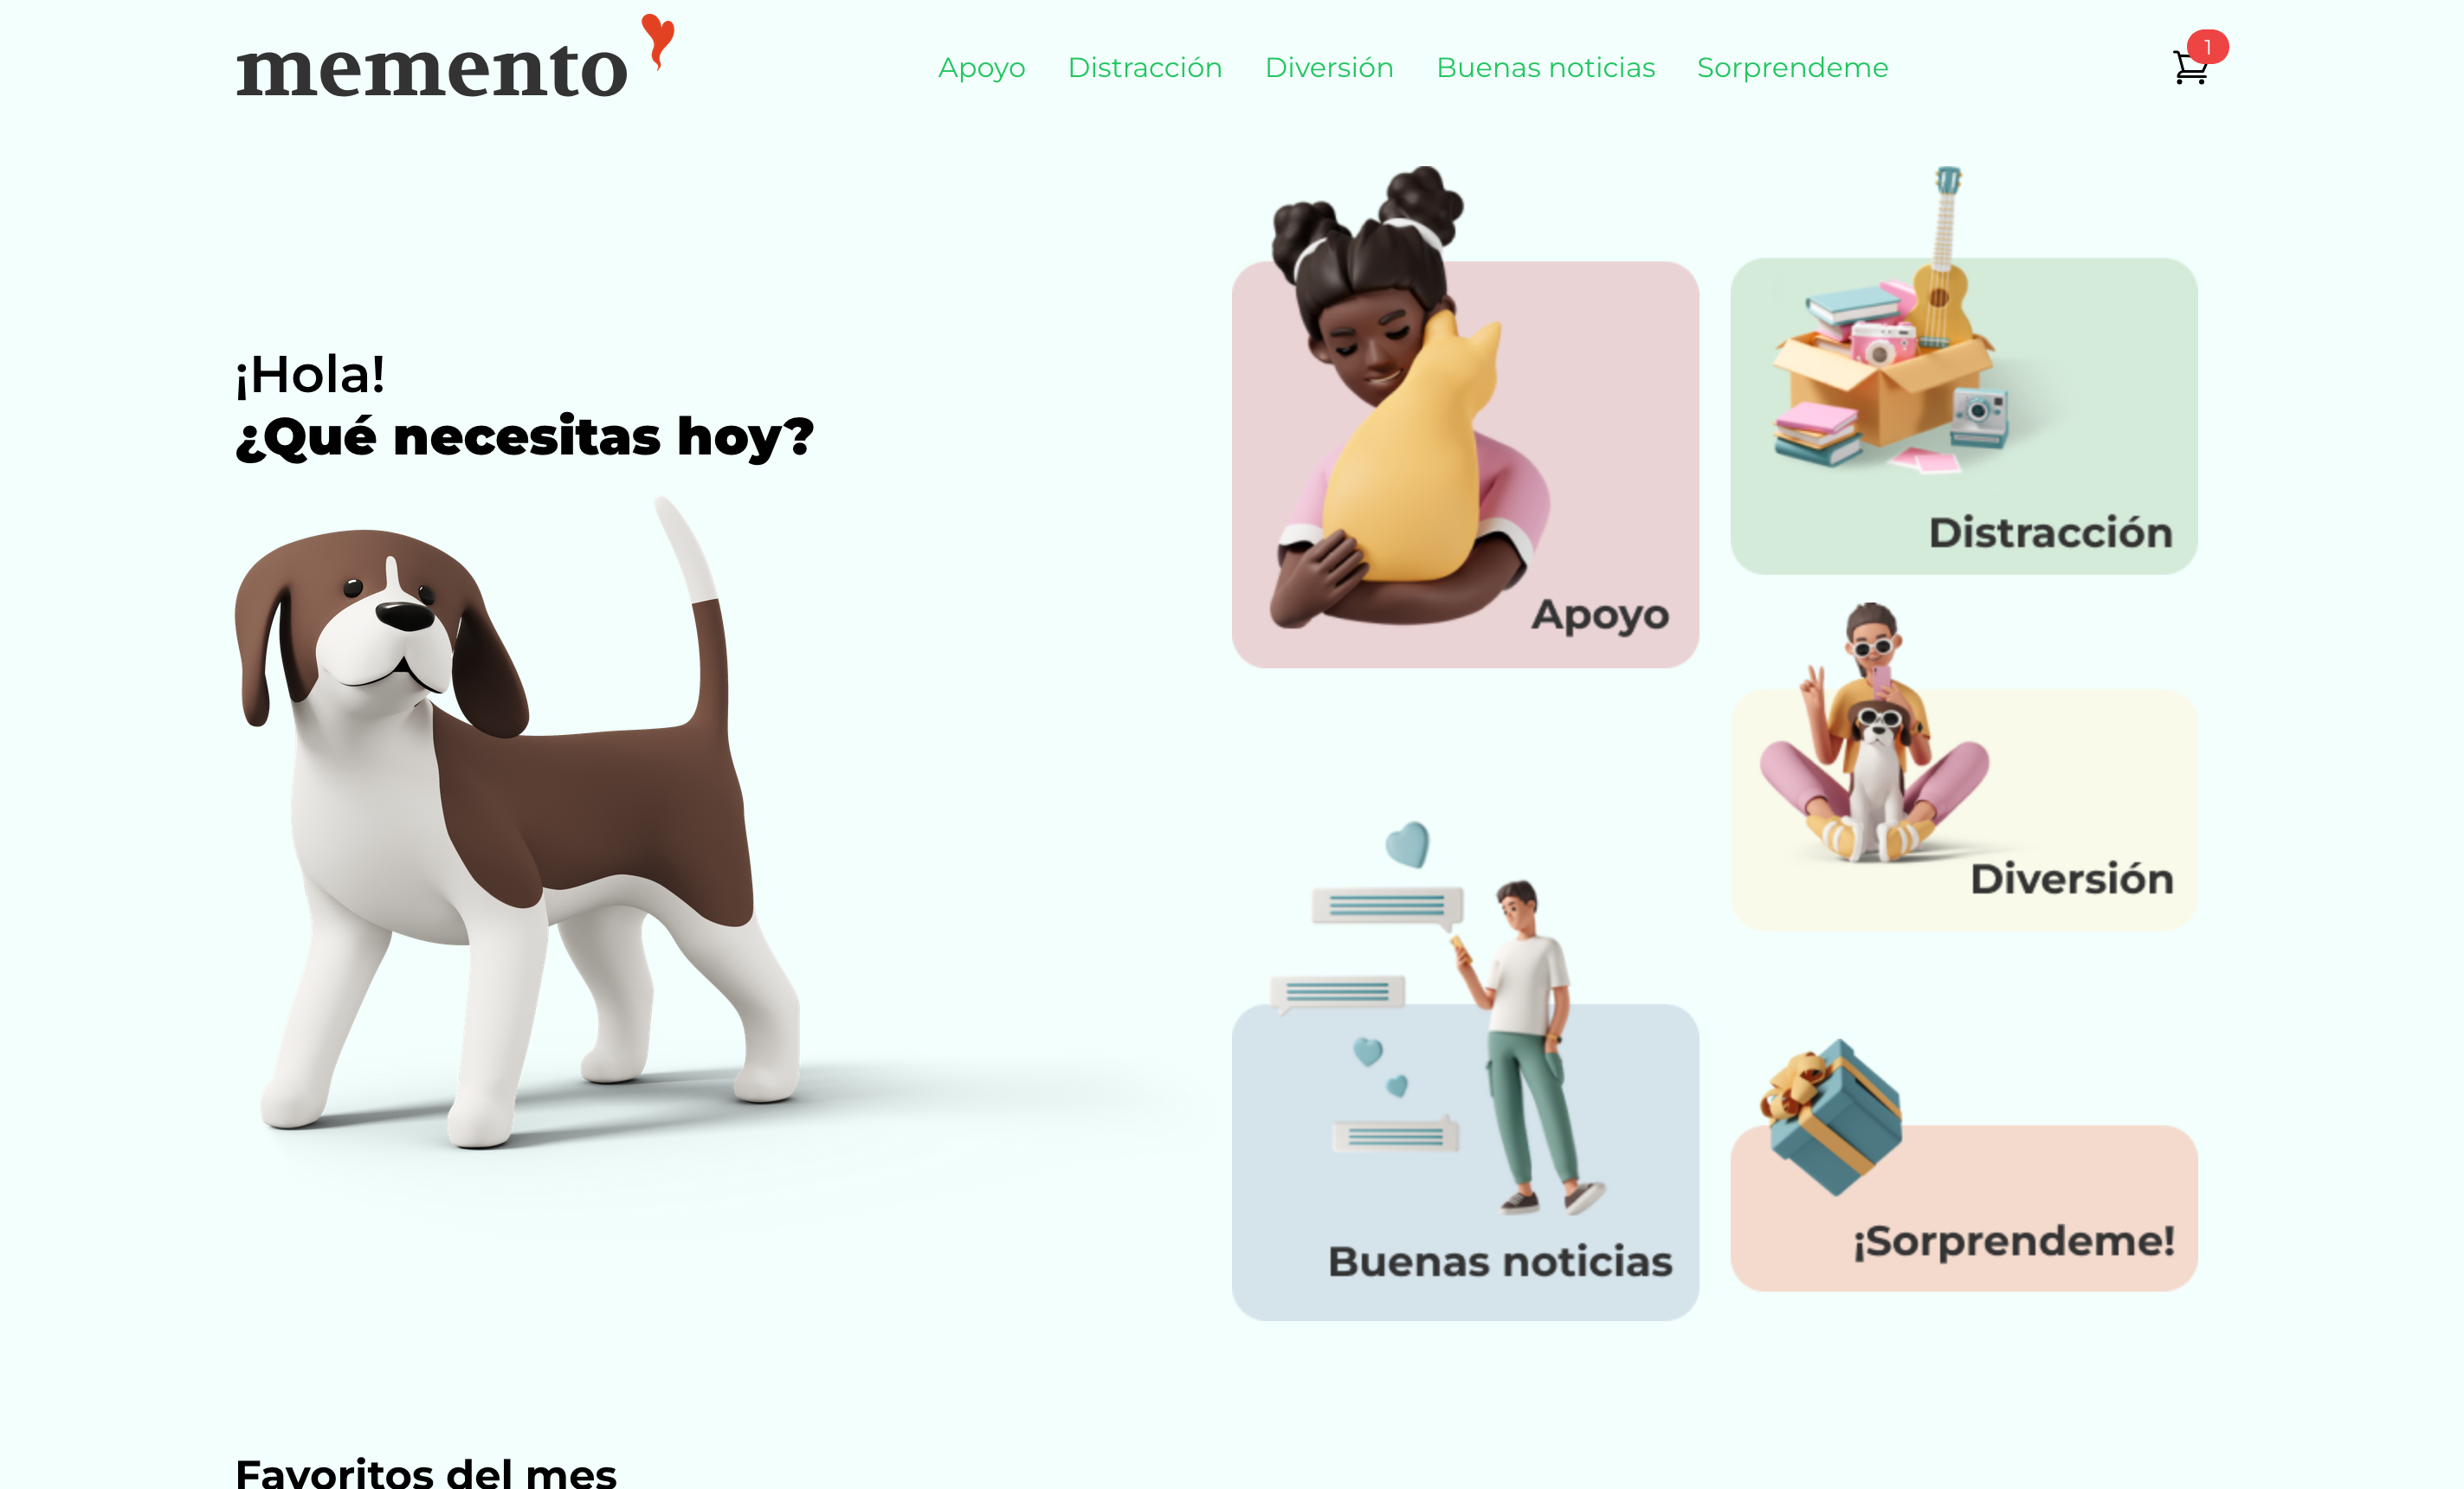 memento
Apoyo Distracción Diversión Buenas noticias Sorprendeme
1
¡Hola!
¿Qué necesitas hoy?
Apoyo
Distracción
Diversión
Buenas noticias
¡Sorprendeme!
Favoritos del mes